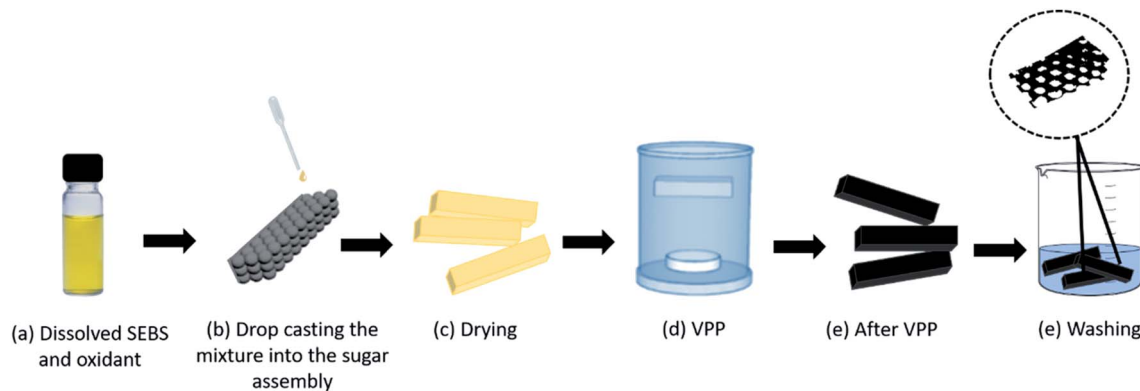 (a) Dissolved SEBS
and oxidant
(b) Drop casting the
mixture into the sugar
assembly
(c) Drying
(d) VPP
(e) After VPP
(e) Washing